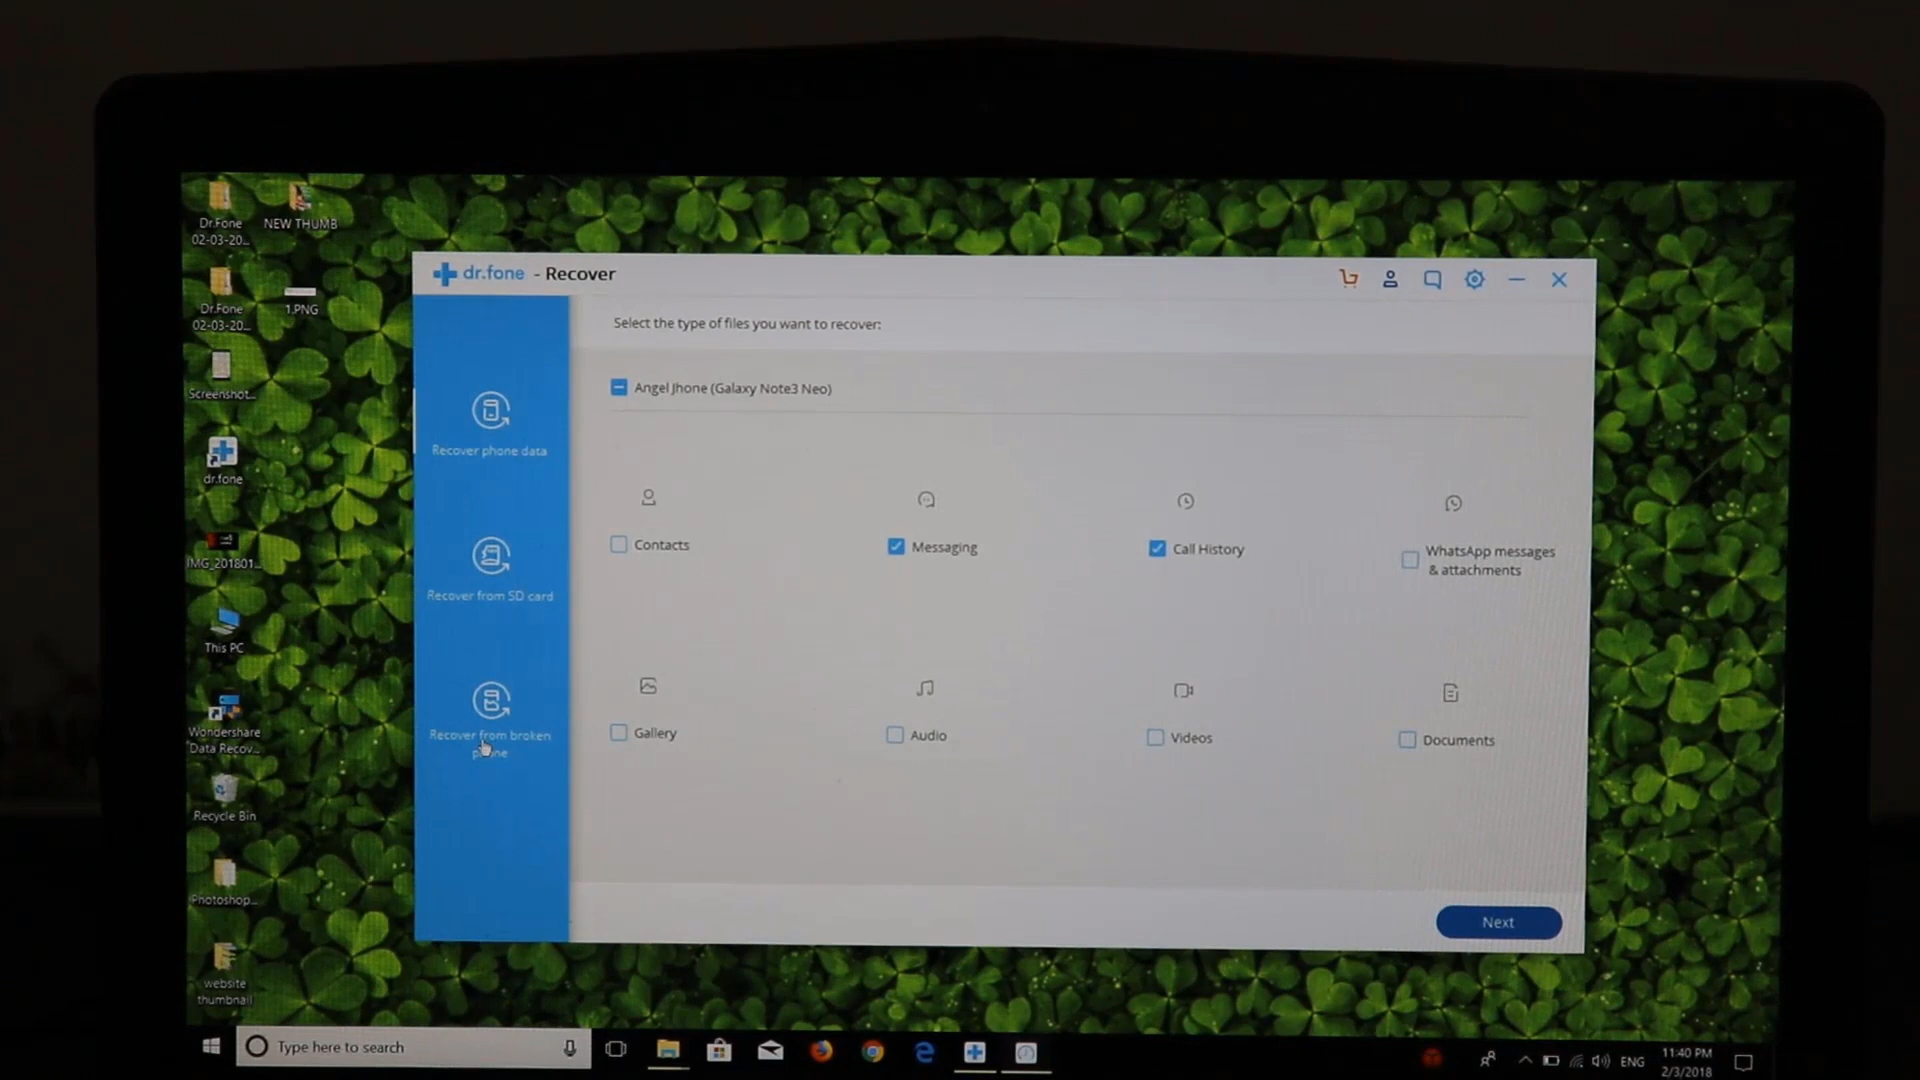 Dr.Fone
02-03-20...
NEW THUMB
Dr.Fone
02-03-20...
1.PNG
Screenshot...
dr.fone
IMG_201801...
This PC
Wondershare
Data Recov...
Recycle Bin
Photoshop...
website
thumbnail
dr.fone - Recover
Recover phone data
Recover from SD card
Recover from broken
phone
Select the type of files you want to recover:
Angel Jhone (Galaxy Note3 Neo)
Contacts
Messaging
Call History
WhatsApp messages
& attachments
Gallery
Audio
Videos
Documents
Next
Type here to search
ENG
11:40 PM
2/3/2018